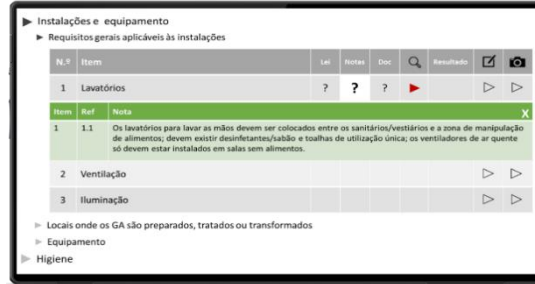 Instalações e equipamento
Requisitos gerais aplicáveis às instalações
N.º Item Lei Notas Doc Resultado
1 Lavatórios ? ? ?
Item Ref Nota X
1 1.1 Os lavatórios para lavar as mãos devem ser colocados entre os sanitários/vestiários e a zona de manipulação
de alimentos; devem existir desinfetantes/sabão e toalhas de utilização única; os ventiladores de ar quente
só devem estar instalados em salas sem alimentos.
2 Ventilação
3 Iluminação
Locais onde os GA são preparados, tratados ou transformados
Equipamento
Higiene